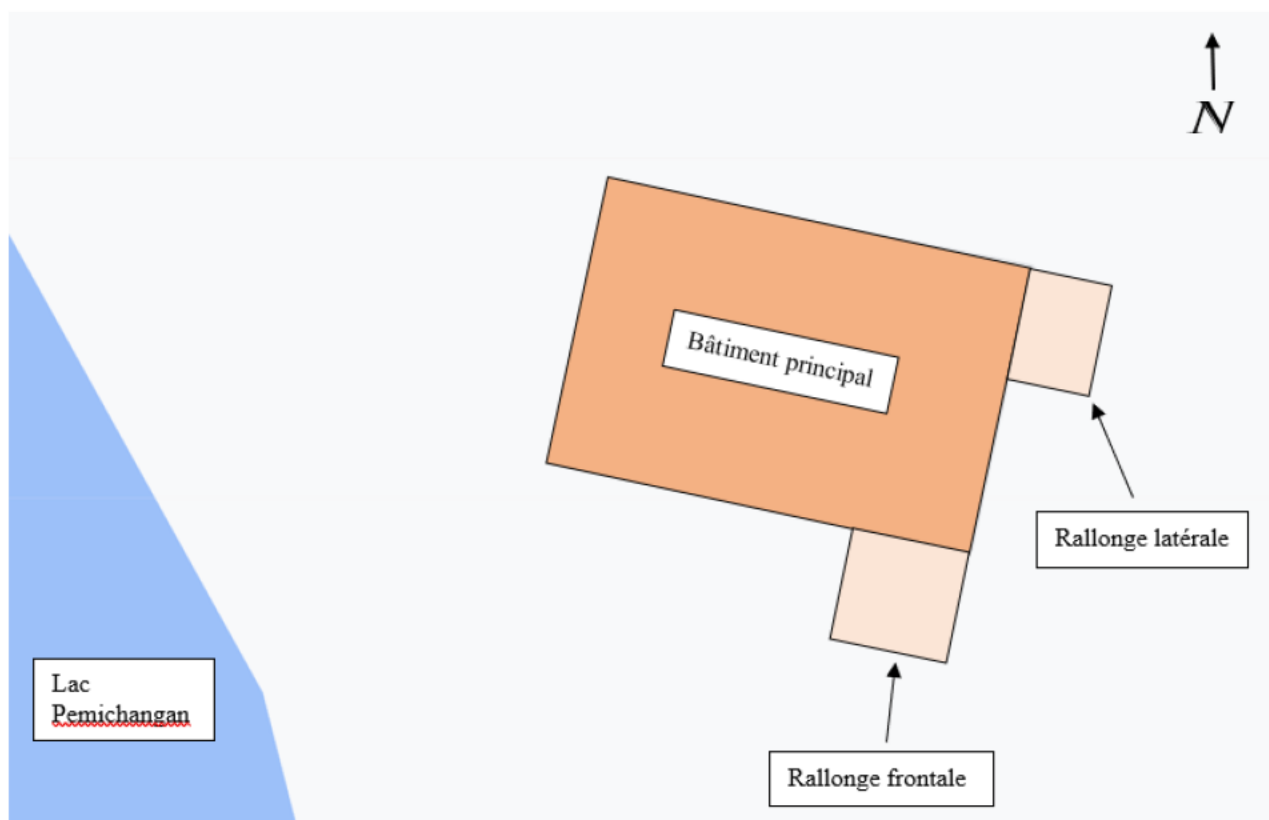 N
Bâtiment principal
Rallonge latérale
Lac
Pemichangan
Rallonge frontale